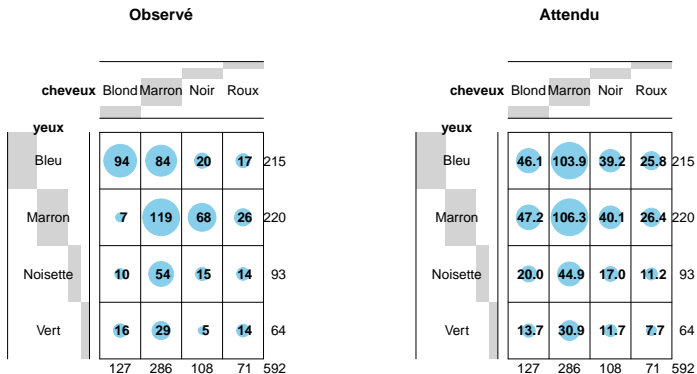 Observé
cheveux Blond Marron Noir Roux
yeux
Bleu 94 84 20 17 215
Marron 7 119 68 26 220
Noisette 10 54 15 14 93
Vert 16 29 5 14 64
127 286 108 71 592
Attendu
cheveux Blond Marron Noir Roux
yeux
Bleu 46.1 103.9 39.2 25.8 215
Marron 47.2 106.3 40.1 26.4 220
Noisette 20.0 44.9 17.0 11.2 93
Vert 13.7 30.9 11.7 7.7 64
127 286 108 71 592